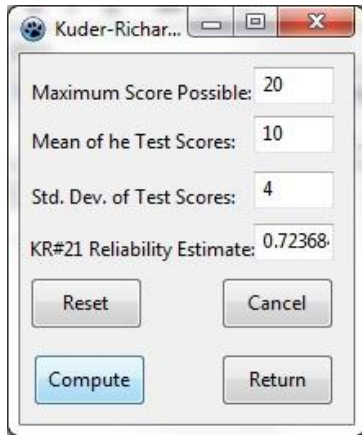 Kuder-Richar...
Maximum Score Possible: 20
Mean of he Test Scores: 10
Std. Dev. of Test Scores: 4
KR#21 Reliability Estimate: 0.72368
Reset Cancel
Compute Return